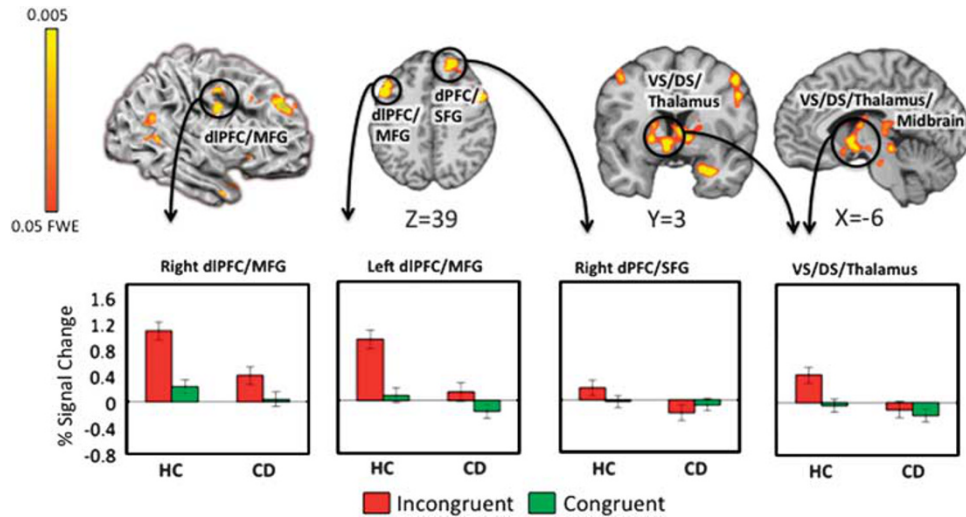 0.005
0.05 FWE
dlPFC/MFG
dlPFC/
MFG
dPFC/
SFG
Z=39
VS/DS/
Thalamus
Y=3
VS/DS/Thalamus/
Midbrain
X=-6
Right dlPFC/MFG
Left dlPFC/MFG
Right dPFC/SFG
VS/DS/Thalamus
% Signal Change
1.6
1.2
0.8
0.4
0
-0.4
-0.8
HC CD
HC CD
HC CD
HC CD
Incongruent Congruent